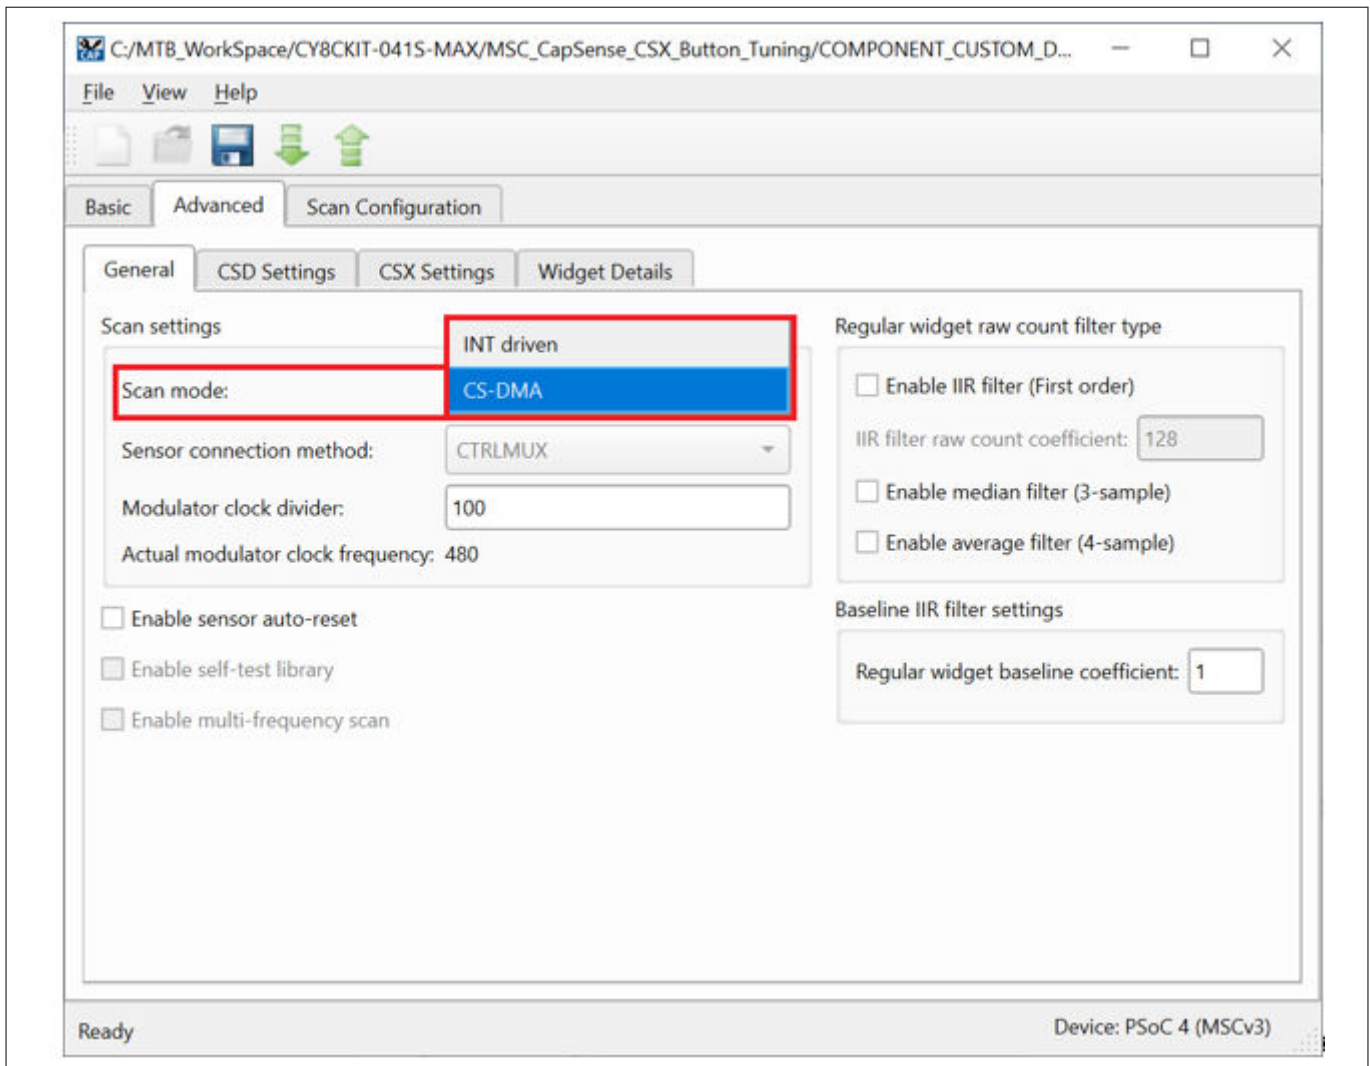 C:/MTB_WorkSpace/CY8CKIT-041S-MAX/MSC_CapSense_CSX_Button_Tuning/COMPONENT_CUSTOM_D...
File View Help
Basic Advanced Scan Configuration
General CSD Settings CSX Settings Widget Details
Scan settings
INT driven
Scan mode: CS-DMA
Sensor connection method: CTRLMUX
Modulator clock divider: 100
Actual modulator clock frequency: 480
Enable sensor auto-reset
Enable self-test library
Enable multi-frequency scan
Regular widget raw count filter type
Enable IIR filter (First order)
IIR filter raw count coefficient: 128
Enable median filter (3-sample)
Enable average filter (4-sample)
Baseline IIR filter settings
Regular widget baseline coefficient: 1
Ready
Device: PSoC 4 (MSCv3)